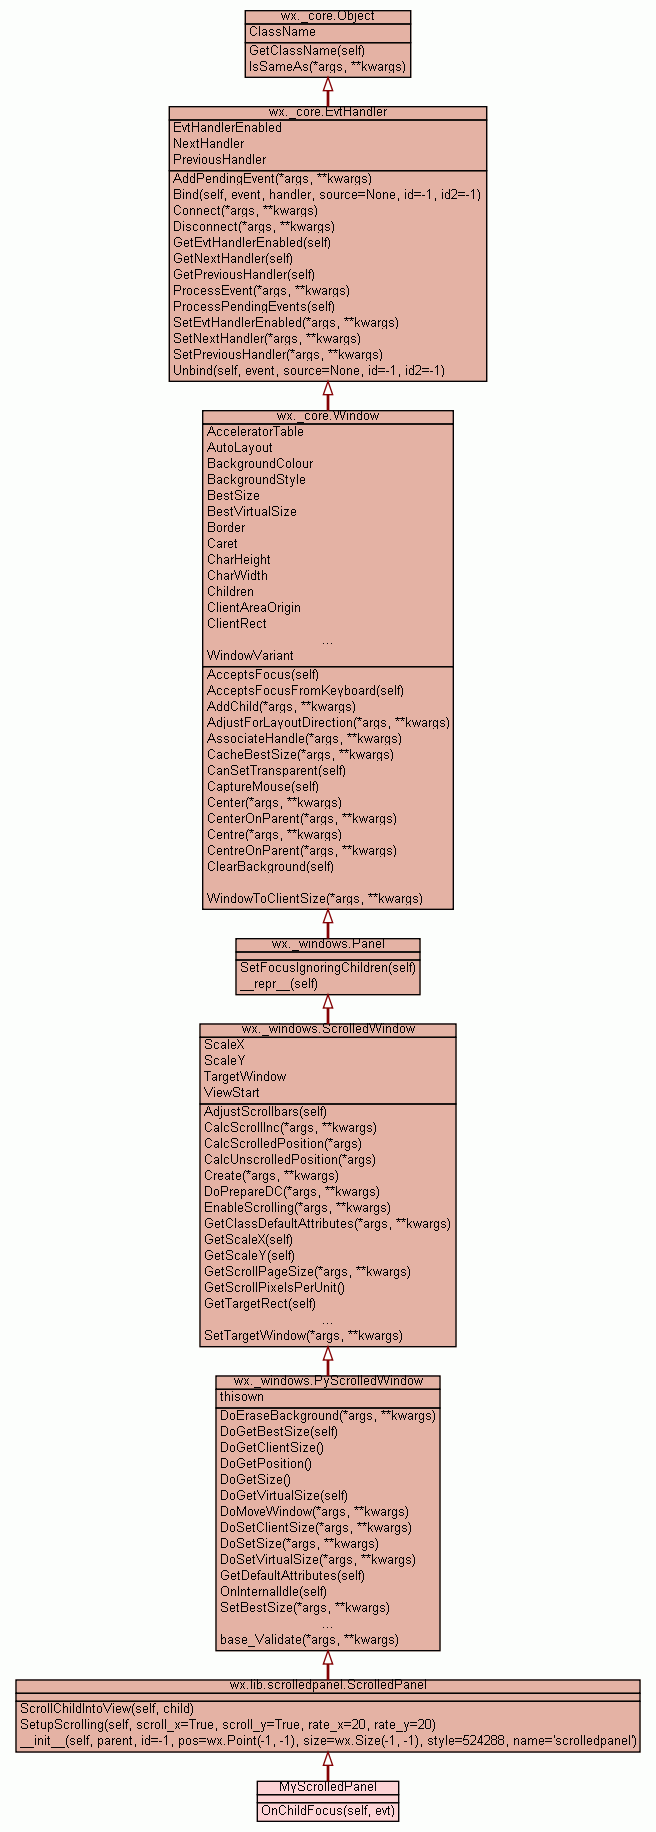 wx._core.Object
ClassName
GetClassName(self)
IsSameAs(*args, **kwargs)
wx._core.EvtHandler
EvtHandlerEnabled
NextHandler
PreviousHandler
AddPendingEvent(*args, **kwargs)
Bind(self, event, handler, source=None, id=-1, id2=-1)
Connect(*args, **kwargs)
Disconnect(*args, **kwargs)
GetEvtHandlerEnabled(self)
GetNextHandler(self)
GetPreviousHandler(self)
ProcessEvent(*args, **kwargs)
ProcessPendingEvents(self)
SetEvtHandlerEnabled(*args, **kwargs)
SetNextHandler(*args, **kwargs)
SetPreviousHandler(*args, **kwargs)
Unbind(self, event, source=None, id=-1, id2=-1)
wx._core.Window
AcceleratorTable
AutoLayout
BackgroundColour
BackgroundStyle
BestSize
BestVirtualSize
Border
Caret
CharHeight
CharWidth
Children
ClientAreaOrigin
ClientRect
...
WindowVariant
AcceptsFocus(self)
AcceptsFocusFromKeyboard(self)
AddChild(*args, **kwargs)
AdjustForLayoutDirection(*args, **kwargs)
AssociateHandle(*args, **kwargs)
CacheBestSize(*args, **kwargs)
CanSetTransparent(self)
CaptureMouse(self)
Center(*args, **kwargs)
CenterOnParent(*args, **kwargs)
Centre(*args, **kwargs)
CentreOnParent(*args, **kwargs)
ClearBackground(self)
WindowToClientSize(*args, **kwargs)
wx._windows.Panel
SetFocusIgnoringChildren(self)
__repr__(self)
wx._windows.ScrolledWindow
ScaleX
ScaleY
TargetWindow
ViewStart
AdjustScrollbars(self)
CalcScrollInc(*args, **kwargs)
CalcScrolledPosition(*args)
CalcUnscrolledPosition(*args)
Create(*args, **kwargs)
DoPrepareDC(*args, **kwargs)
EnableScrolling(*args, **kwargs)
GetClassDefaultAttributes(*args, **kwargs)
GetScaleX(self)
GetScaleY(self)
GetScrollPageSize(*args, **kwargs)
GetScrollPixelsPerUnit()
GetTargetRect(self)
...
SetTargetWindow(*args, **kwargs)
wx._windows.PyScrolledWindow
thisown
DoEraseBackground(*args, **kwargs)
DoGetBestSize(self)
DoGetClientSize()
DoGetPosition()
DoGetSize()
DoGetVirtualSize(self)
DoMoveWindow(*args, **kwargs)
DoSetClientSize(*args, **kwargs)
DoSetSize(*args, **kwargs)
DoSetVirtualSize(*args, **kwargs)
GetDefaultAttributes(self)
OnInternalIdle(self)
SetBestSize(*args, **kwargs)
...
base_Validate(*args, **kwargs)
wx.lib.scrolledpanel.ScrolledPanel
ScrollChildIntoView(self, child)
SetupScrolling(self, scroll_x=True, scroll_y=True, rate_x=20, rate_y=20)
__init__(self, parent, id=-1, pos=wx.Point(-1, -1), size=wx.Size(-1, -1), style=524288, name='scrolledpanel')
MyScrolledPanel
OnChildFocus(self, evt)